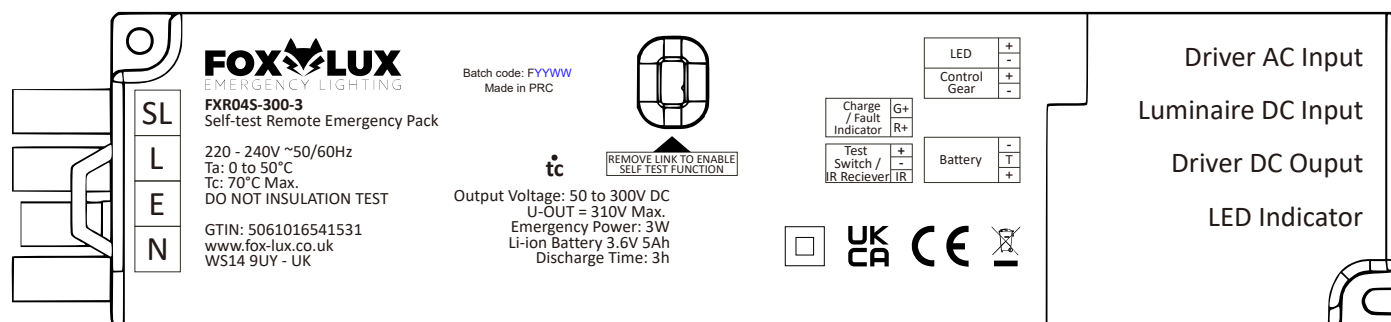 SL
L
E
N
FOX LUX
EMERGENCY LIGHTING
FXR04S-300-3
Self-test Remote Emergency Pack
220 - 240V ~50/60Hz
Ta: 0 to 50°C
Tc: 70°C Max.
DO NOT INSULATION TEST
GTIN: 5061016541531
www.fox-lux.co.uk
WS14 9UY - UK
Batch code: FYYWW
Made in PRC
tc
Output Voltage: 50 to 300V DC
U-OUT = 310V Max.
Emergency Power: 3W
Li-ion Battery 3.6V 5Ah
Discharge Time: 3h
REMOVE LINK TO ENABLE
SELF TEST FUNCTION
LED + -
Control Gear + -
Charge / Fault Indicator G+ R+
Test Switch / IR Reciever + - IR
Battery - T +
UK
CA
CE
Driver AC Input
Luminaire DC Input
Driver DC Ouput
LED Indicator